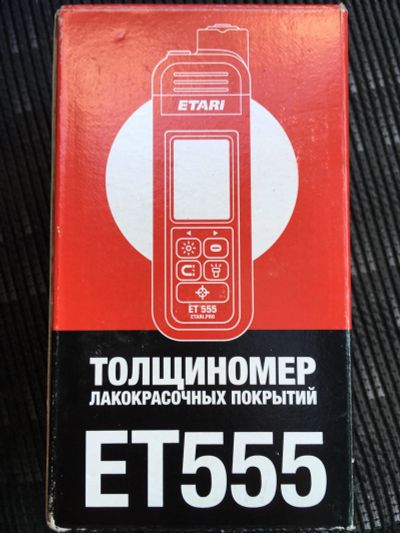 ETARI
ET 555
ETARI.PRO
ТОЛЩИНОМЕР
ЛАКОКРАСОЧНЫХ ПОКРЫТИЙ
ET555